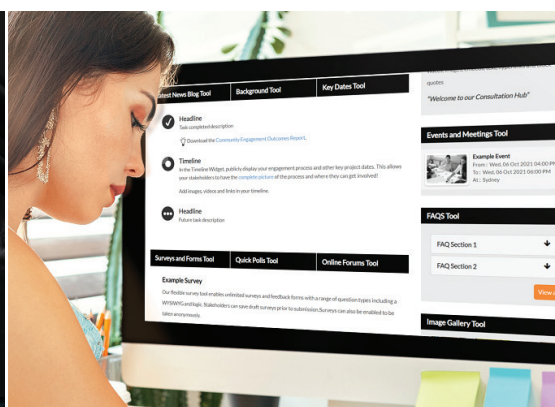 Latest News Blog Tool
Background Tool
Key Dates Tool
Headline
Task completed description
Download the Community Engagement Outcomes Report.
Timeline
In the Timeline Widget, publicly display your engagement process and other key project dates. This allows
your stakeholders to have the complete picture of the process and where they can get involved!
Add images, videos and links in your timeline.
Headline
Future task description
Surveys and Forms Tool
Quick Polls Tool
Online Forums Tool
Example Survey
Our flexible survey tool enables unlimited surveys and feedback forms with a range of question types including a
WYSIWYG and logic. Stakeholders can save draft surveys prior to submission. Surveys can also be enabled to be
taken anonymously.
quotes
"Welcome to our Consultation Hub"
Events and Meetings Tool
Example Event
From : Wed, 06 Oct 2021 04:00 PM
To : Wed, 06 Oct 2021 06:00 PM
At : Sydney
FAQS Tool
FAQ Section 1
FAQ Section 2
View
Image Gallery Tool